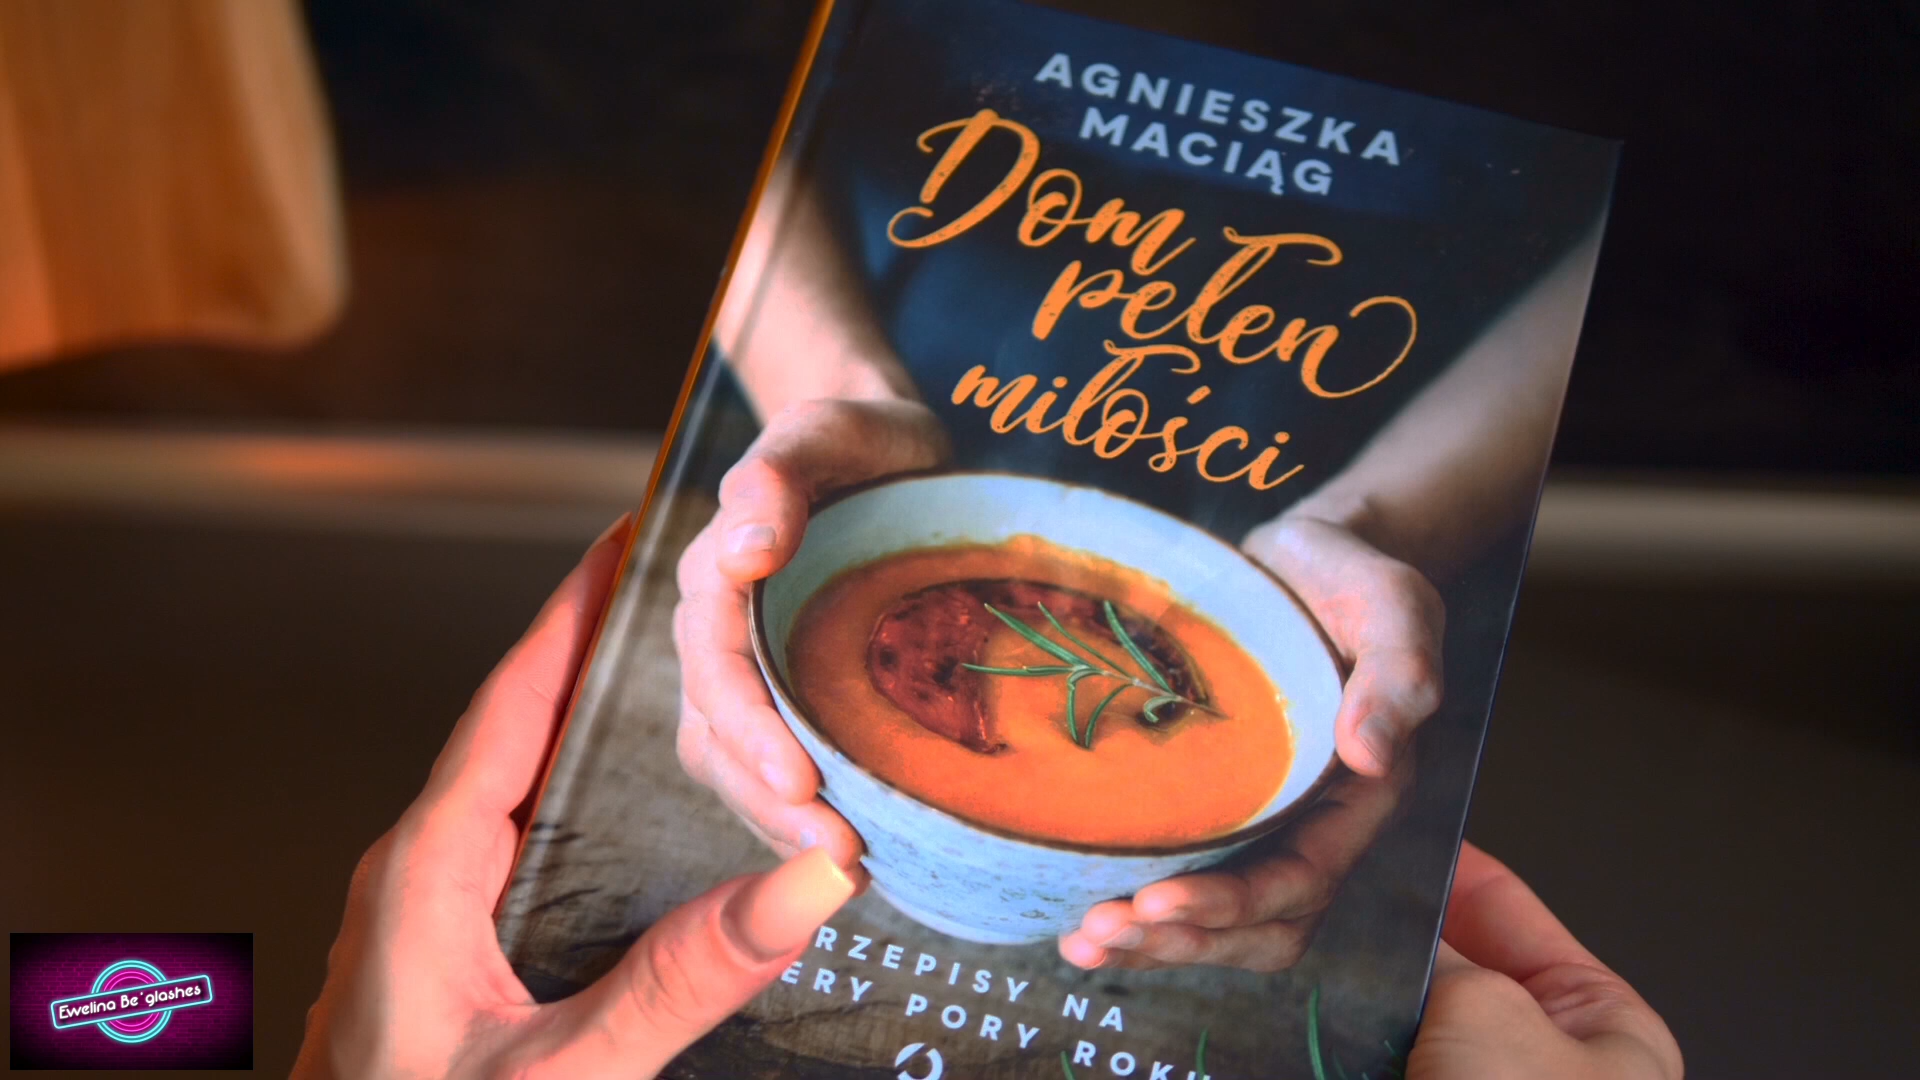 AGNIESZKA
MACIĄG
Dom
pełen
miłości
RZEPISY NA
ERY PORY ROKU
Ewelina Be'glashes